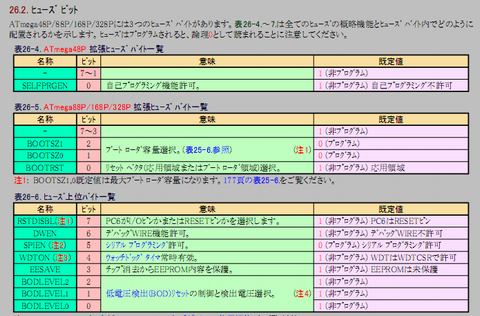 26.2. ヒューズ ビット
ATmega48P/88P/168P/328Pには3つのヒューズ バイトがあります。表26-4.~7.は全てのヒューズの概略機能とヒューズ バイト内でどのように
配置されるかを示します。ヒューズはプログラムされると、論理0として読まれることに注意してください。
表26-4. ATmega48P 拡張ヒューズ バイト一覧
名称 ビット 意味 既定値
- 7~1 1 (非プログラム)
SELFPRGEN 0 自己プログラミング機能許可。 1 (非プログラム) 自己プログラミング不許可
表26-5. ATmega88P/168P/328P 拡張ヒューズ バイト一覧
名称 ビット 意味 既定値
- 7~3 1 (非プログラム)
BOOTSZ1 2 ブート ローダ容量選択。(表25-6.参照) (注1) 0 (プログラム)
BOOTSZ0 1 0 (プログラム)
BOOTRST 0 リセット ベクタ(応用領域またはブート ローダ領域)選択。 1 (非プログラム) 応用領域
注1: BOOTSZ1,0既定値は最大ブート ローダ容量になります。177頁の表25-6.をご覧ください。
表26-6. ヒューズ上位バイト一覧
名称 ビット 意味 既定値
RSTDISBL(注1) 7 PC6がI/OピンかまたはRESETピンかを選択します。 1 (非プログラム) PC6はRESETピン
DWEN 6 デバッグWIRE機能許可。 1 (非プログラム) デバッグWIRE不許可
SPIEN (注2) 5 シリアル プログラミング許可。 0 (プログラム) シリアル プログラミング許可
WDTON (注3) 4 ウォッチドッグ タイマ常時有効。 1 (非プログラム) WDTはWDTCSRで許可
EESAVE 3 チップ消去からEEPROM内容を保護。 1 (非プログラム) EEPROMは未保護
BODLEVEL2 2 低電圧検出(BOD)リセットの制御と検出電圧選択。 (注4) 1 (非プログラム)
BODLEVEL1 1 1 (非プログラム)
BODLEVEL0 0 1 (非プログラム)